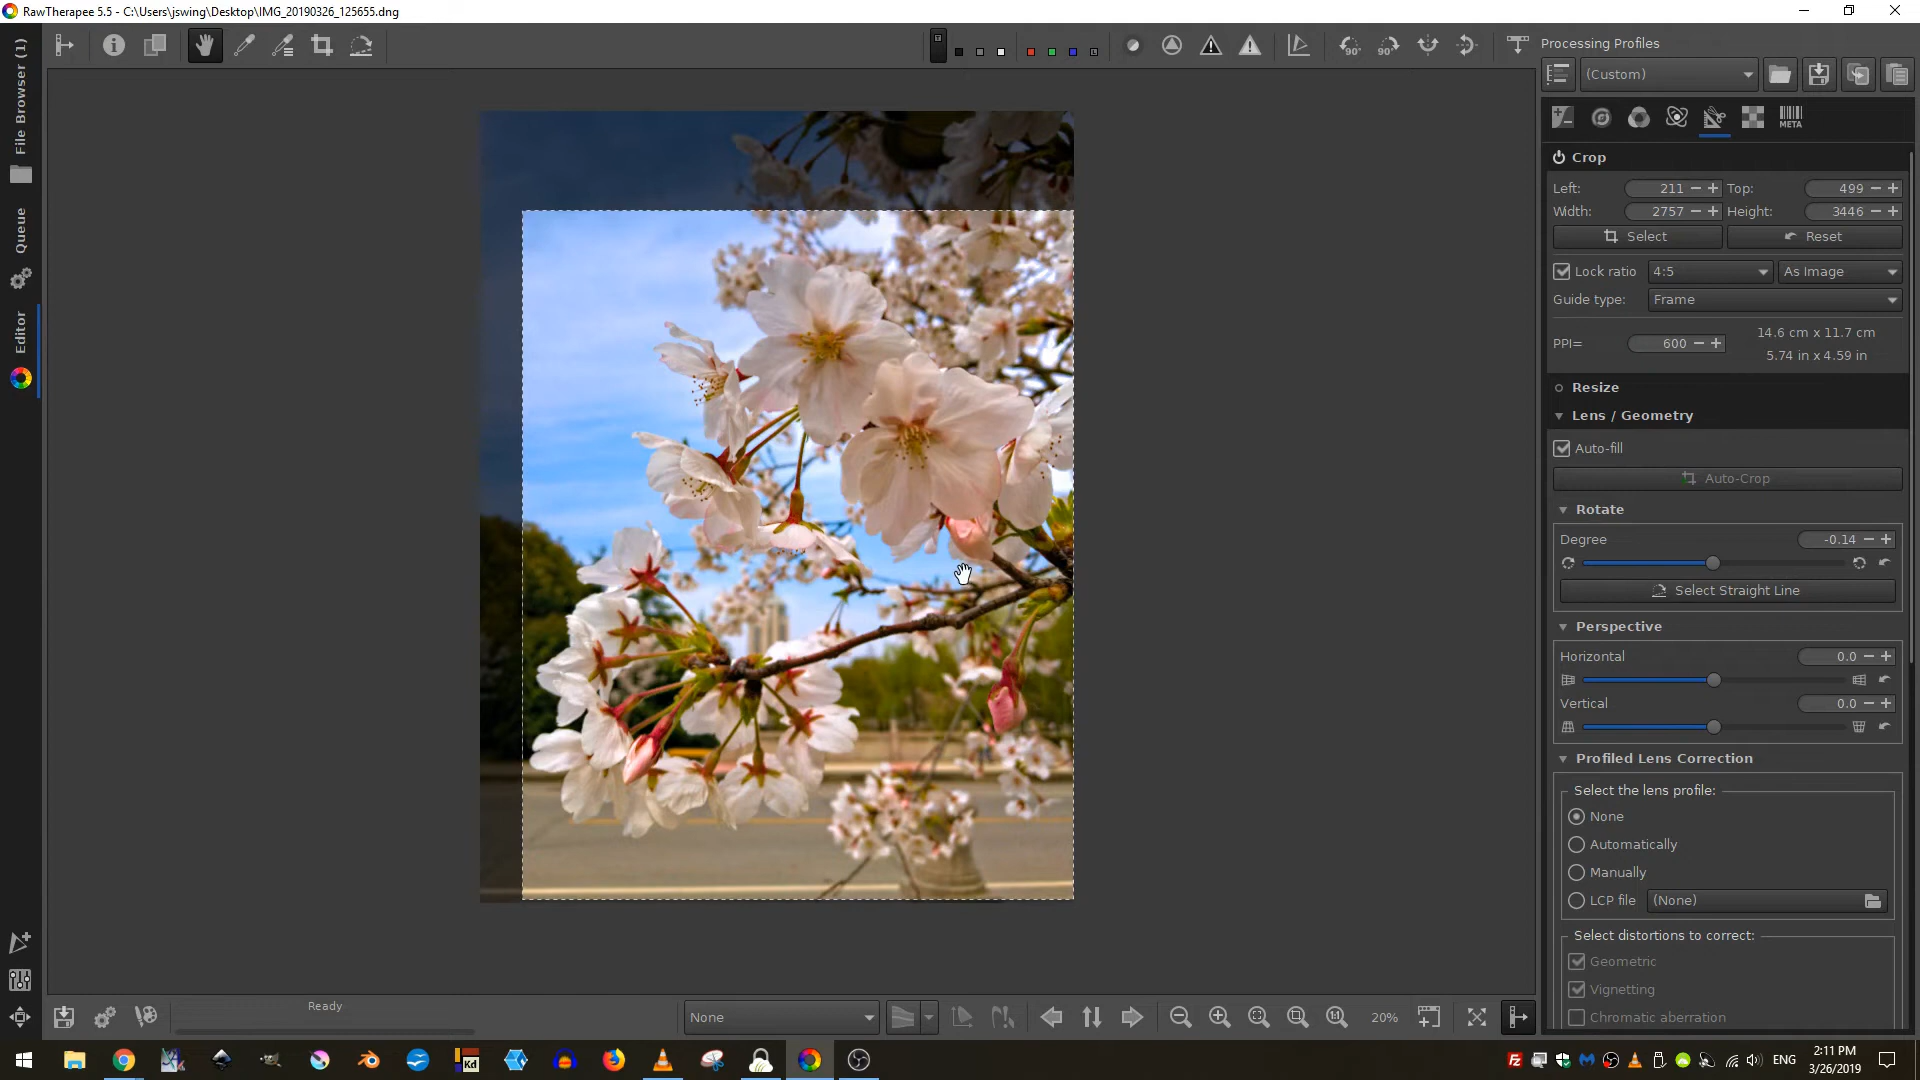 RawTherapee 5.5 - C:\Users\jswing\Desktop\IMG_20190326_125655.dng
File Browser (1)
Queue
Editor
Processing Profiles
(Custom)
META
Crop
Left: 211 Top: 499
Width: 2757 Height: 3446
Select Reset
Lock ratio 4:5 As Image
Guide type: Frame
PPI= 600 14.6 cm x 11.7 cm
5.74 in x 4.59 in
Resize
Lens / Geometry
Auto-fill
Auto-Crop
Rotate
Degree -0.14
Select Straight Line
Perspective
Horizontal 0.0
Vertical 0.0
Profiled Lens Correction
Select the lens profile:
None
Automatically
Manually
LCP file (None)
Select distortions to correct:
Geometric
Vignetting
Chromatic aberration
Ready
None
20%
Kd
ENG
2:11 PM
3/26/2019